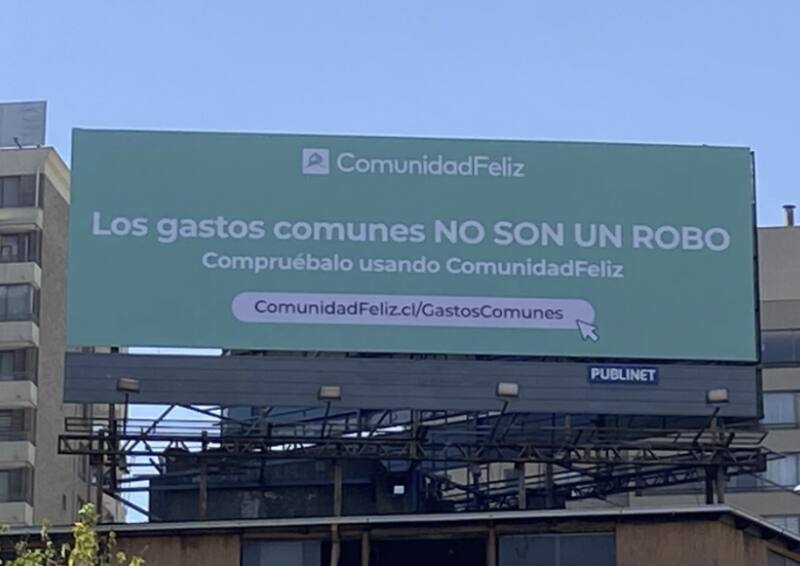 ComunidadFeliz
Los gastos comunes NO SON UN ROBO
Compruébalo usando ComunidadFeliz
ComunidadFeliz.cl/GastosComunes
PUBLINET